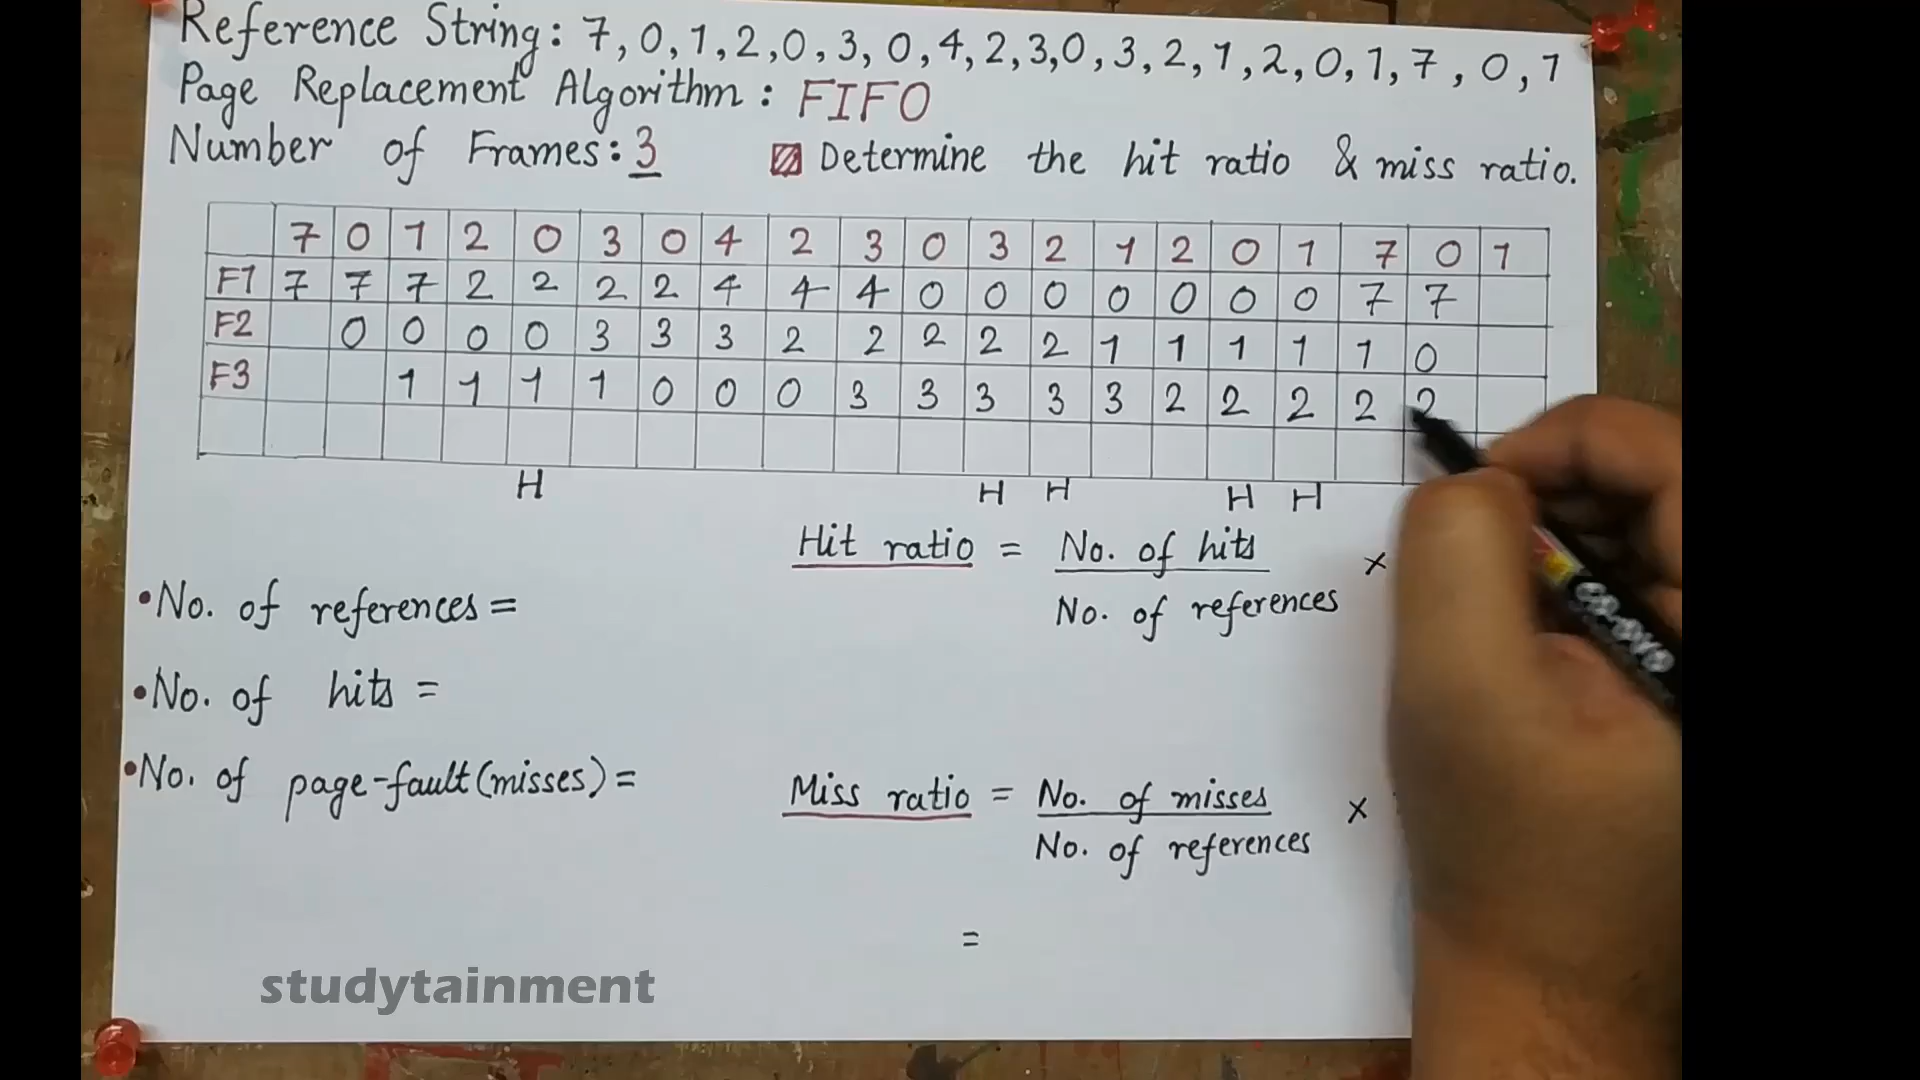 Reference String: 7, 0, 1, 2, 0, 3, 0, 4, 2, 3, 0, 3, 2, 1, 2, 0, 1, 7, 0, 1
Page Replacement Algorithm: FIFO
Number of Frames: 3 Determine the hit ratio & miss ratio.
7 0 1 2 0 3 0 4 2 3 0 3 2 1 2 0 1 7 0 1
F1 7 7 7 2 2 2 2 4 4 4 0 0 0 0 0 0 0 7 7
F2 0 0 0 0 3 3 3 2 2 2 2 2 1 1 1 1 1 0
F3 1 1 1 1 0 0 0 3 3 3 3 3 2 2 2 2 2
H H H H H
Hit ratio = No. of hits ×
No. of references
•No. of references =
•No. of hits =
•No. of page-fault(misses) =
Miss ratio = No. of misses ×
No. of references
=
studytainment